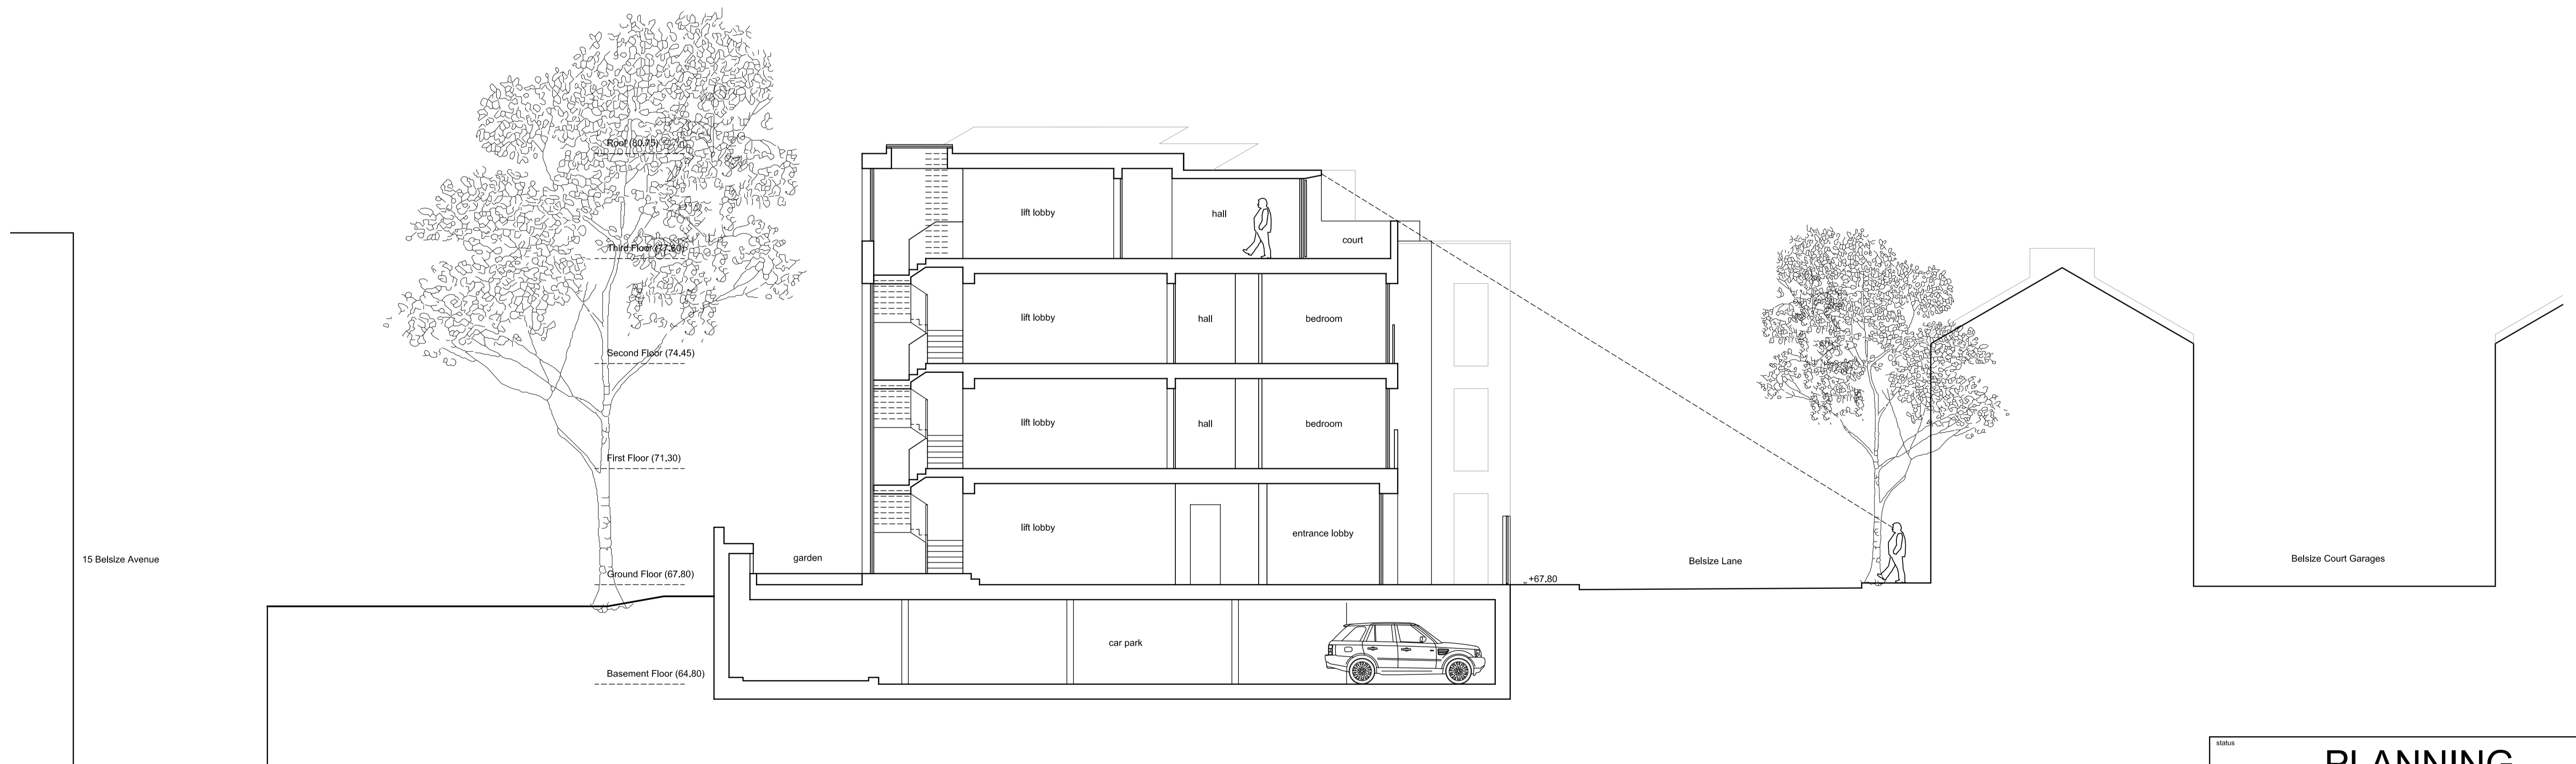 Roof (80.75)
lift lobby
hall
court
Third Floor (77.60)
lift lobby
hall
bedroom
Second Floor (74.45)
lift lobby
hall
bedroom
First Floor (71.30)
lift lobby
entrance lobby
15 Belsize Avenue
garden
Belsize Lane
Belsize Court Garages
Ground Floor (67.80)
+67.80
car park
Basement Floor (64.80)
status
PLANNING